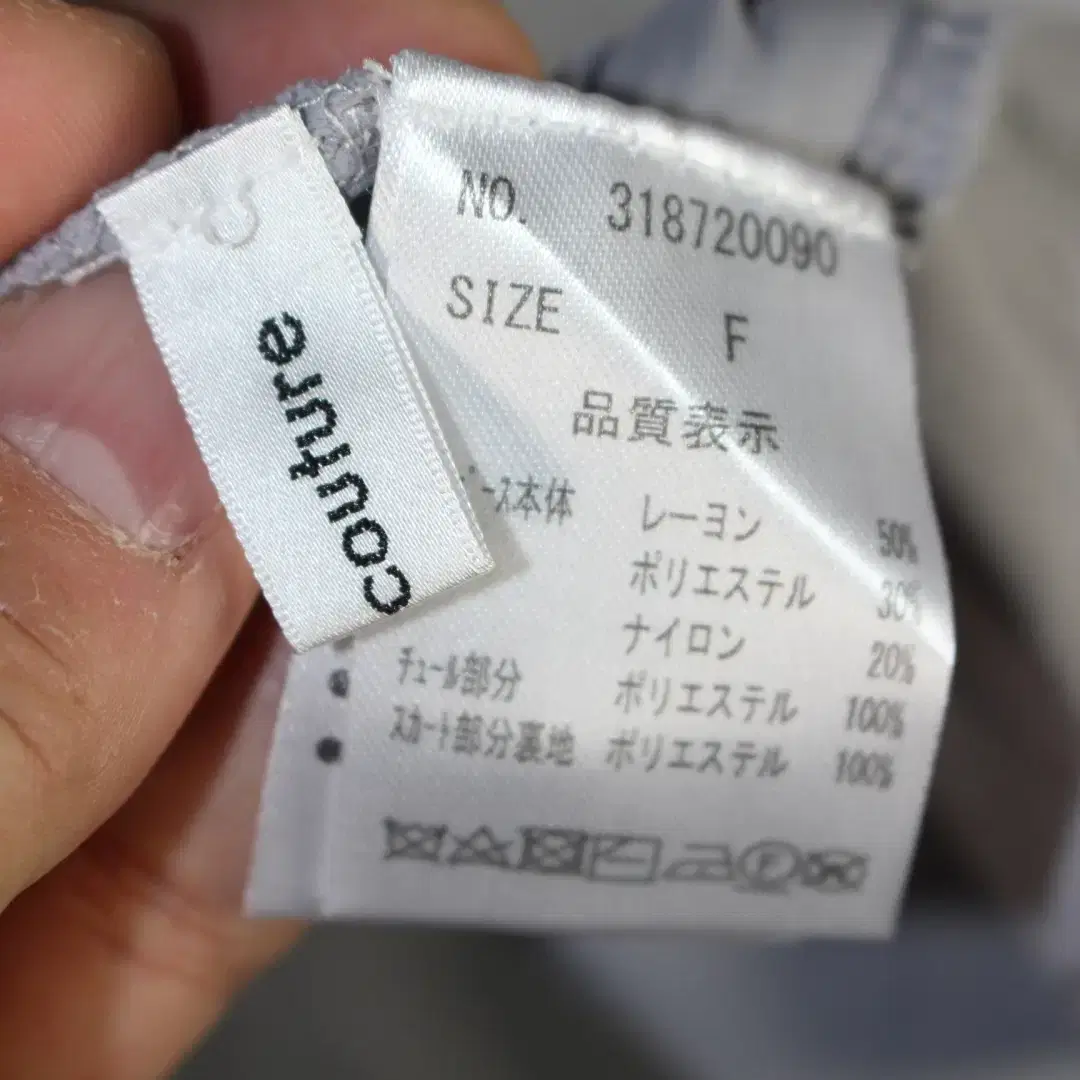 couture
NO. 318720090
SIZE F
品質表示
ース本体 レーヨン 50%
ポリエステル 30%
ナイロン 20%
チュール部分 ポリエステル 100%
スカート部分裏地 ポリエステル 100%
F